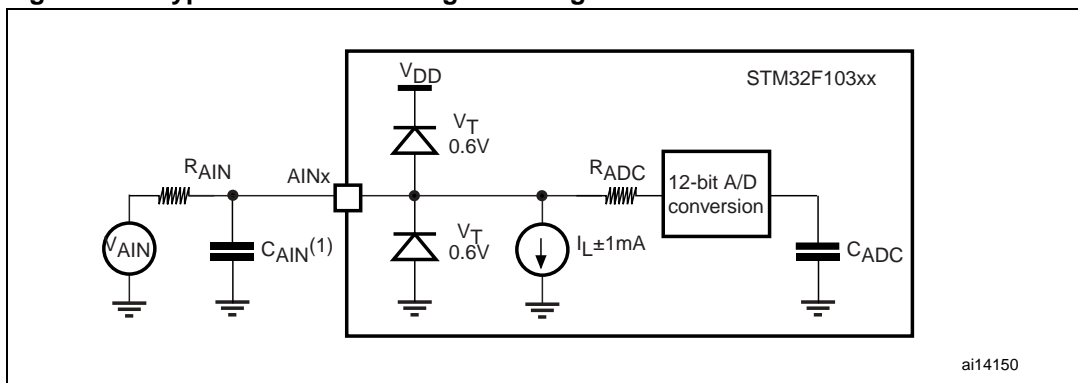 STM32F103xx
VDD
VT
0.6V
RAIN
AINx
RADC
12-bit A/D
conversion
VAIN
CAIN(1)
VT
0.6V
IL±1mA
CADC
ai14150